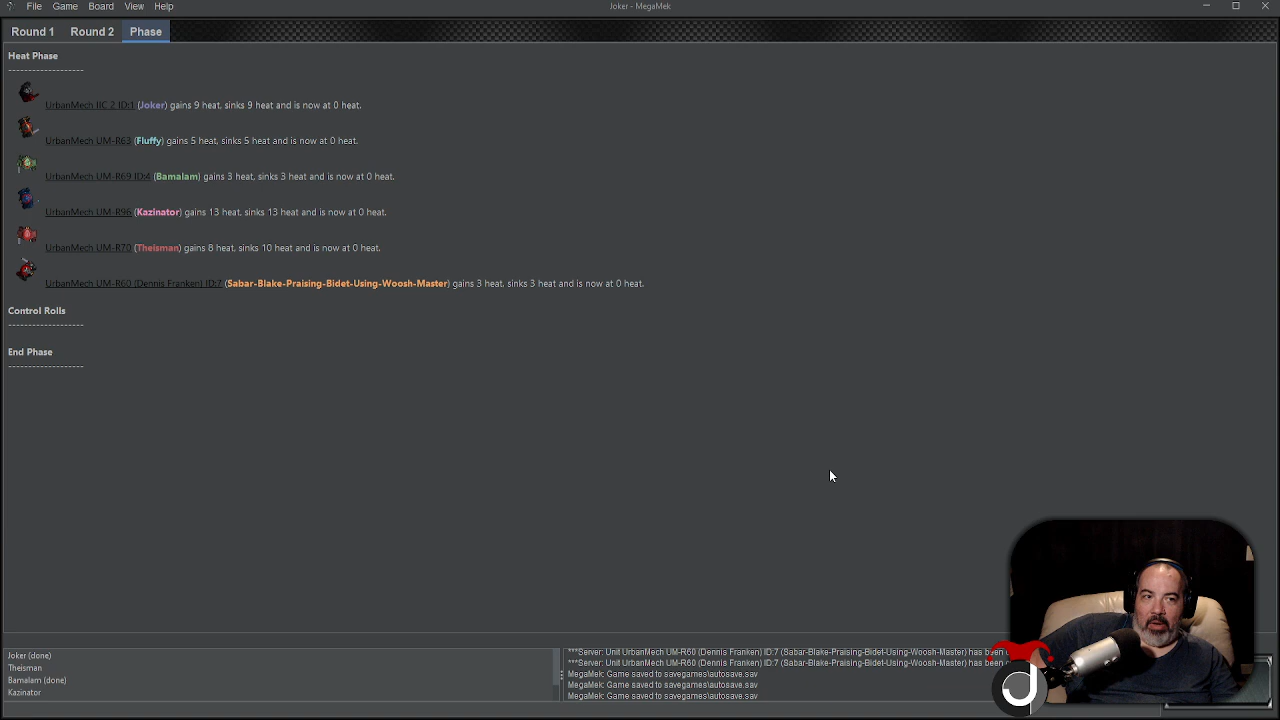 File Game Board View Help
Joker - MegaMek
Round 1 Round 2 Phase
Heat Phase
--------------------
UrbanMech IIC 2 ID:1 (Joker) gains 9 heat, sinks 9 heat and is now at 0 heat.
UrbanMech UM-R63 (Fluffy) gains 5 heat, sinks 5 heat and is now at 0 heat.
UrbanMech UM-R69 ID:4 (Bamalam) gains 3 heat, sinks 3 heat and is now at 0 heat.
UrbanMech UM-R96 (Kazinator) gains 13 heat, sinks 13 heat and is now at 0 heat.
UrbanMech UM-R70 (Theisman) gains 8 heat, sinks 10 heat and is now at 0 heat.
UrbanMech UM-R60 (Dennis Franken) ID:7 (Sabar-Blake-Praising-Bidet-Using-Woosh-Master) gains 3 heat, sinks 3 heat and is now at 0 heat.
Control Rolls
--------------------
End Phase
--------------------
Joker (done)
Theisman
Bamalam (done)
Kazinator
***Server: Unit UrbanMech UM-R60 (Dennis Franken) ID:7 (Sabar-Blake-Praising-Bidet-Using-Woosh-Master) has been
***Server: Unit UrbanMech UM-R60 (Dennis Franken) ID:7 (Sabar-Blake-Praising-Bidet-Using-Woosh-Master) has been
MegaMek: Game saved to savegames\autosave.sav
MegaMek: Game saved to savegames\autosave.sav
MegaMek: Game saved to savegames\autosave.sav